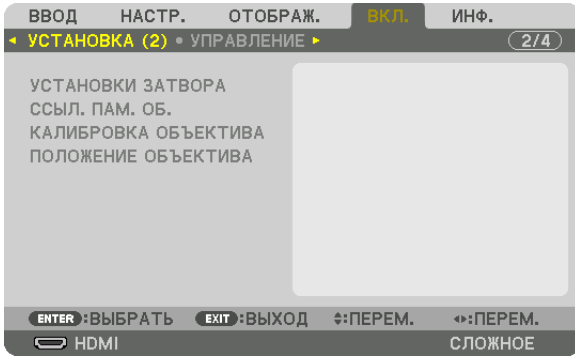 ВВОД НАСТР. ОТОБРАЖ. ВКЛ. ИНФ.
УСТАНОВКА (2) • УПРАВЛЕНИЕ 2/4
УСТАНОВКИ ЗАТВОРА
ССЫЛ. ПАМ. ОБ.
КАЛИБРОВКА ОБЪЕКТИВА
ПОЛОЖЕНИЕ ОБЪЕКТИВА
ENTER :ВЫБРАТЬ EXIT :ВЫХОД :ПЕРЕМ. :ПЕРЕМ.
HDMI СЛОЖНОЕ